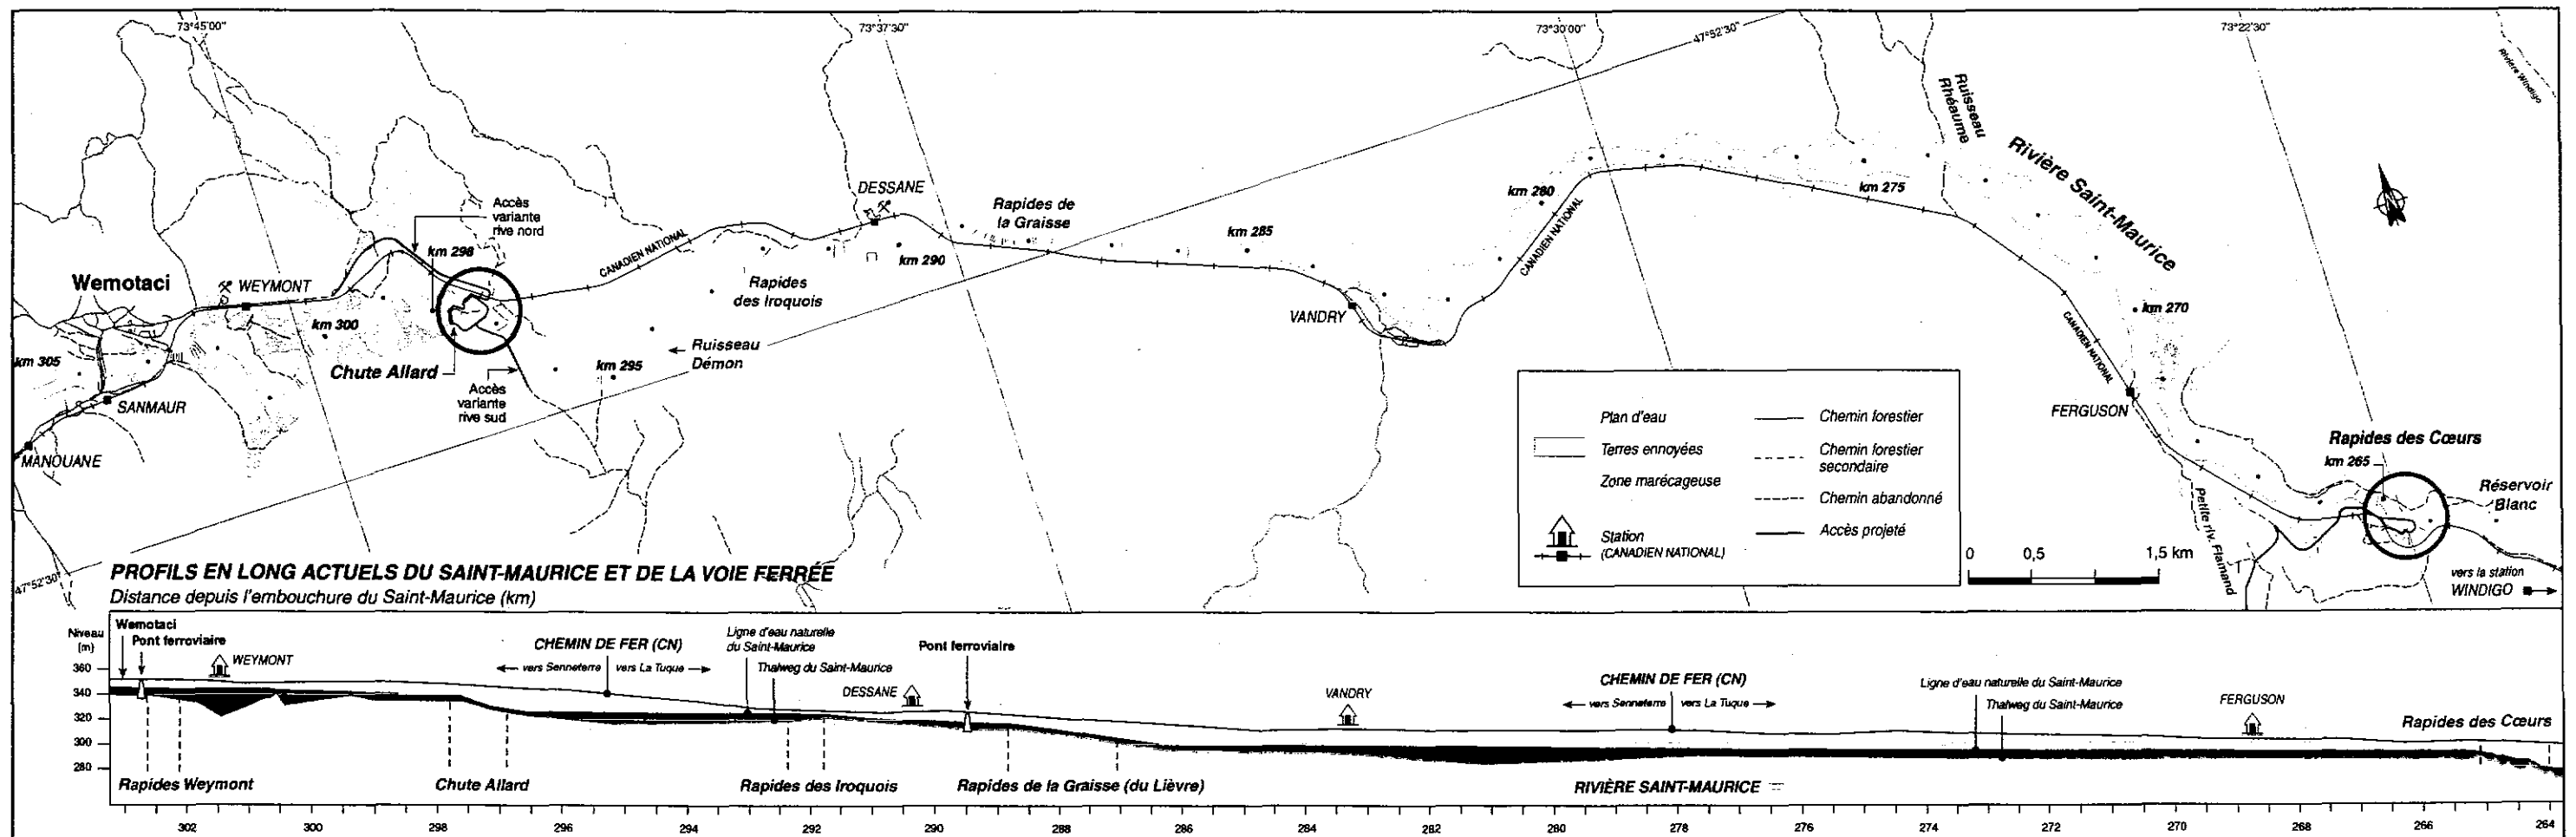 73°45'00"
73°37'30"
73°30'00"
47°52'30"
73°22'30"
Rivière Windigo
Ruisseau
Rhéaume
Rivière Saint-Maurice
DESSANE
Accès
variante
rive nord
km 298
CANADIEN NATIONAL
Rapides de
la Graisse
km 280
km 275
km 285
km 290
CANADIEN NATIONAL
Wemotaci
WEYMONT
Rapides
des Iroquois
km 300
VANDRY
km 270
CANADIEN NATIONAL
km 305
Chute Allard
Ruisseau
Démon
km 295
Accès
variante
rive sud
SANMAUR
MANOUANE
FERGUSON
Rapides des Cœurs
km 265
Réservoir
Blanc
Petite riv. Flamand
Plan d'eau
Terres ennoyées
Zone marécageuse
Station
(CANADIEN NATIONAL)
Chemin forestier
Chemin forestier
secondaire
Chemin abandonné
Accès projeté
0 0,5 1,5 km
vers la station
WINDIGO
47°52'30"
PROFILS EN LONG ACTUELS DU SAINT-MAURICE ET DE LA VOIE FERRÉE
Distance depuis l'embouchure du Saint-Maurice (km)
Niveau
(m)
Wemotaci
Pont ferroviaire
WEYMONT
CHEMIN DE FER (CN)
vers Senneterre vers La Tuque
Ligne d'eau naturelle
du Saint-Maurice
Thalweg du Saint-Maurice
DESSANE
Pont ferroviaire
VANDRY
CHEMIN DE FER (CN)
vers Senneterre vers La Tuque
Ligne d'eau naturelle du Saint-Maurice
Thalweg du Saint-Maurice
FERGUSON
Rapides des Cœurs
360
340
320
300
280
Rapides Weymont
Chute Allard
Rapides des Iroquois
Rapides de la Graisse (du Lièvre)
RIVIÈRE SAINT-MAURICE
302 300 298 296 294 292 290 288 286 284 282 280 278 276 274 272 270 268 266 264